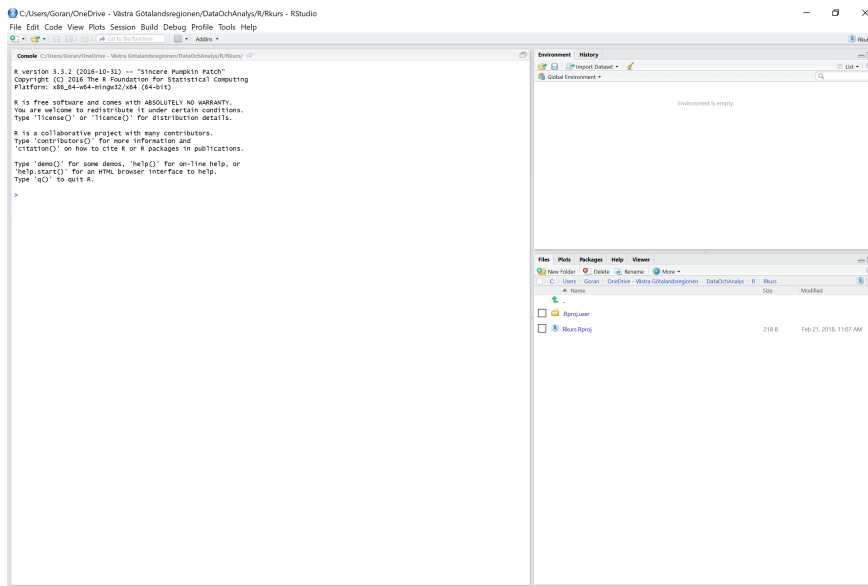 C:/Users/Goran/OneDrive - Västra Götalandsregionen/DataOchAnalys/R/Rkurs - RStudio
File Edit Code View Plots Session Build Debug Profile Tools Help
Go to file/function Addins Rkur
Console C:/Users/Goran/OneDrive - Västra Götalandsregionen/DataOchAnalys/R/Rkurs/
R version 3.3.2 (2016-10-31) -- "Sincere Pumpkin Patch"
Copyright (C) 2016 The R Foundation for Statistical Computing
Platform: x86_64-w64-mingw32/x64 (64-bit)
R is free software and comes with ABSOLUTELY NO WARRANTY.
You are welcome to redistribute it under certain conditions.
Type 'license()' or 'licence()' for distribution details.
R is a collaborative project with many contributors.
Type 'contributors()' for more information and
'citation()' on how to cite R or R packages in publications.
Type 'demo()' for some demos, 'help()' for on-line help, or
'help.start()' for an HTML browser interface to help.
Type 'q()' to quit R.
>
Environment History
Import Dataset List
Global Environment
Environment is empty
Files Plots Packages Help Viewer
New Folder Delete Rename More
C: Users Goran OneDrive - Västra Götalandsregionen DataOchAnalys R Rkurs
Name Size Modified
..
.Rproj.user
Rkurs.Rproj 218 B Feb 21, 2018, 11:07 AM